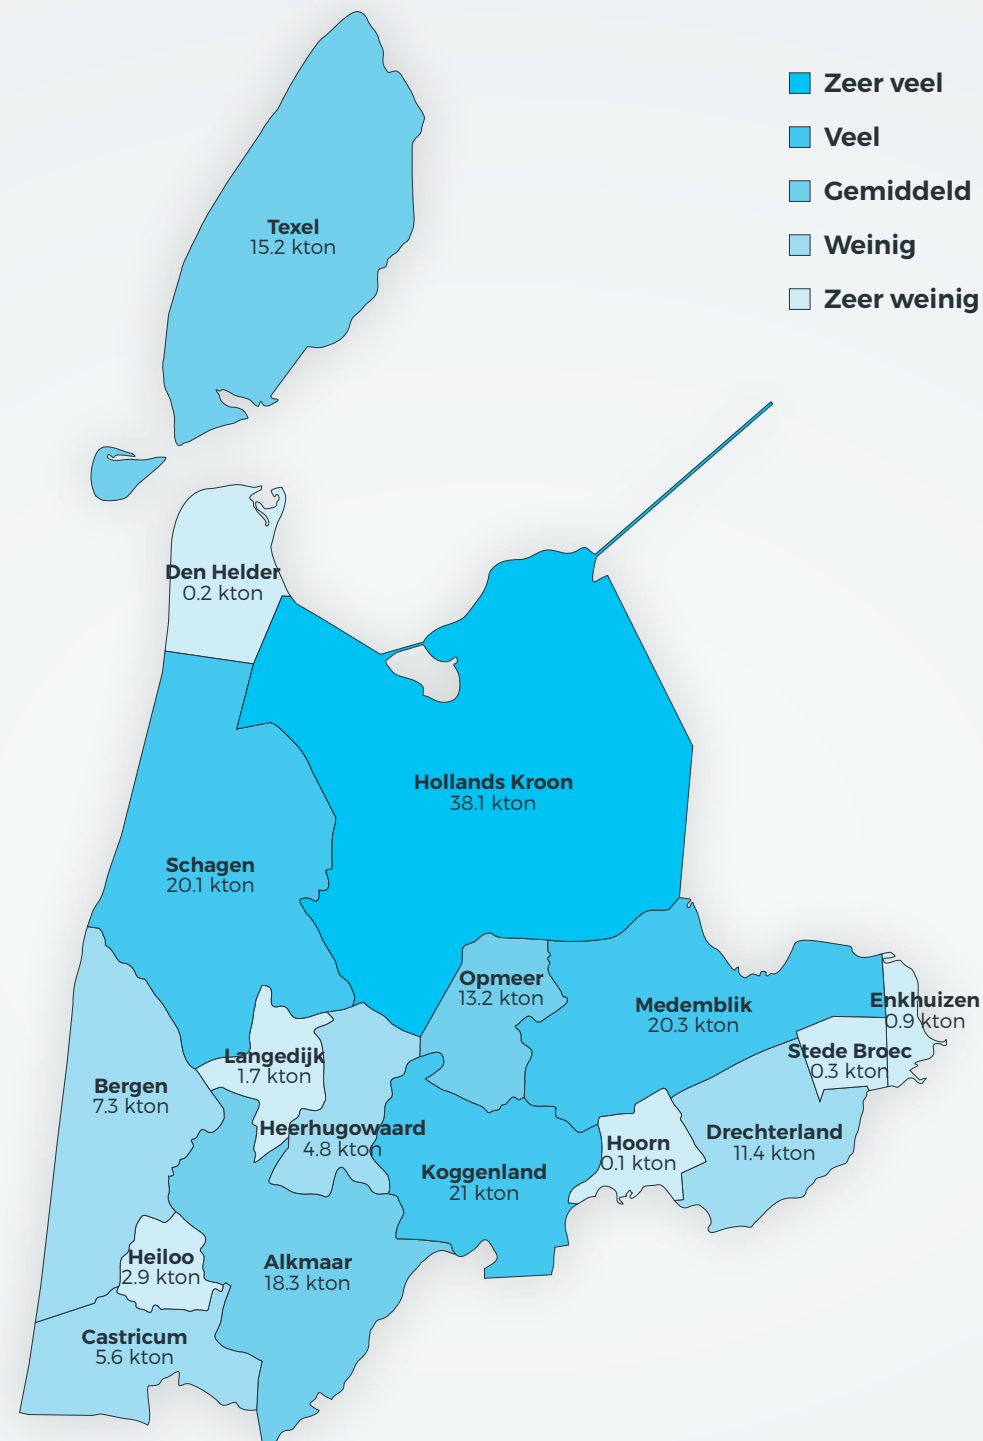 Zeer veel
Veel
Gemiddeld
Weinig
Zeer weinig
Texel
15.2 kton
Den Helder
0.2 kton
Hollands Kroon
38.1 kton
Schagen
20.1 kton
Opmeer
13.2 kton
Medemblik
20.3 kton
Enkhuizen
0.9 kton
Stede Broec
0.3 kton
Langedijk
1.7 kton
Bergen
7.3 kton
Heerhugowaard
4.8 kton
Koggenland
21 kton
Hoorn
0.1 kton
Drechterland
11.4 kton
Heiloo
2.9 kton
Alkmaar
18.3 kton
Castricum
5.6 kton